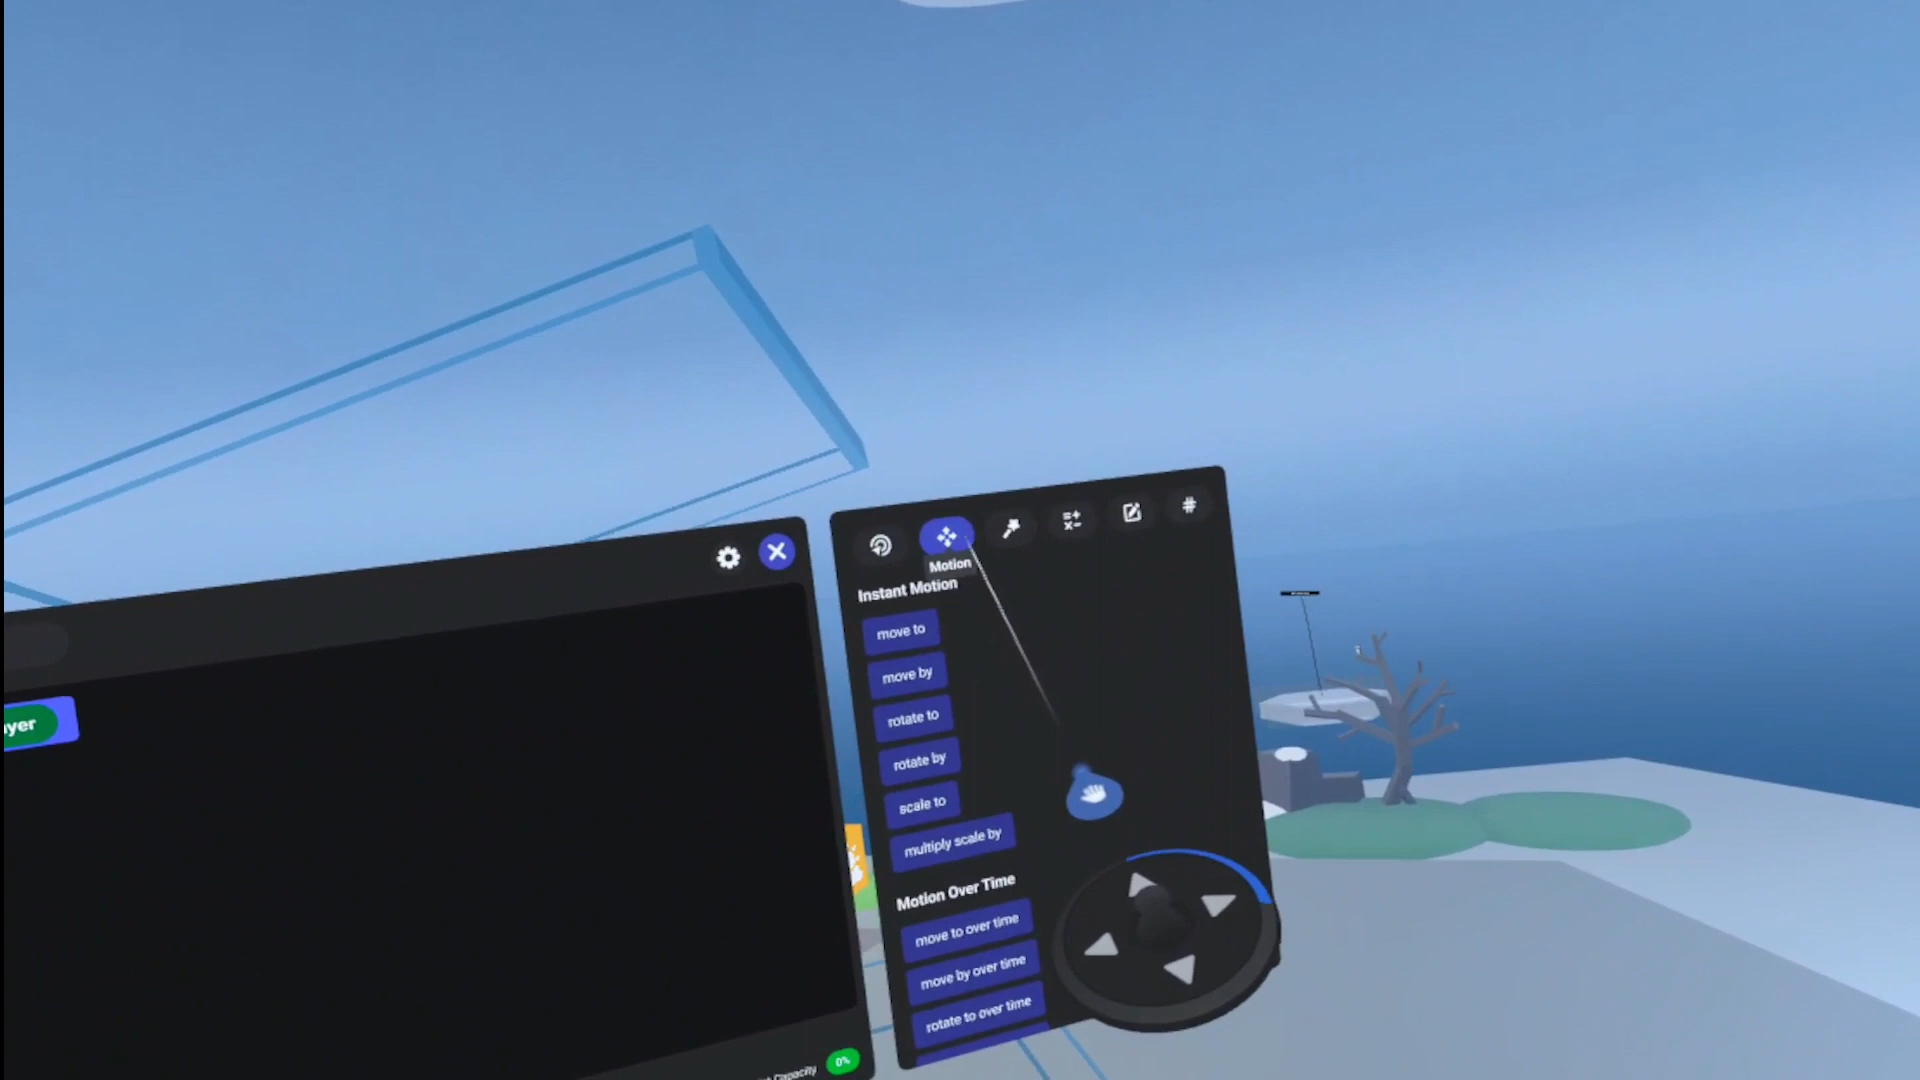 Motion
Instant Motion
move to
move by
rotate to
rotate by
scale to
multiply scale by
Motion Over Time
move to over time
move by over time
rotate to over time
Capacity
0%